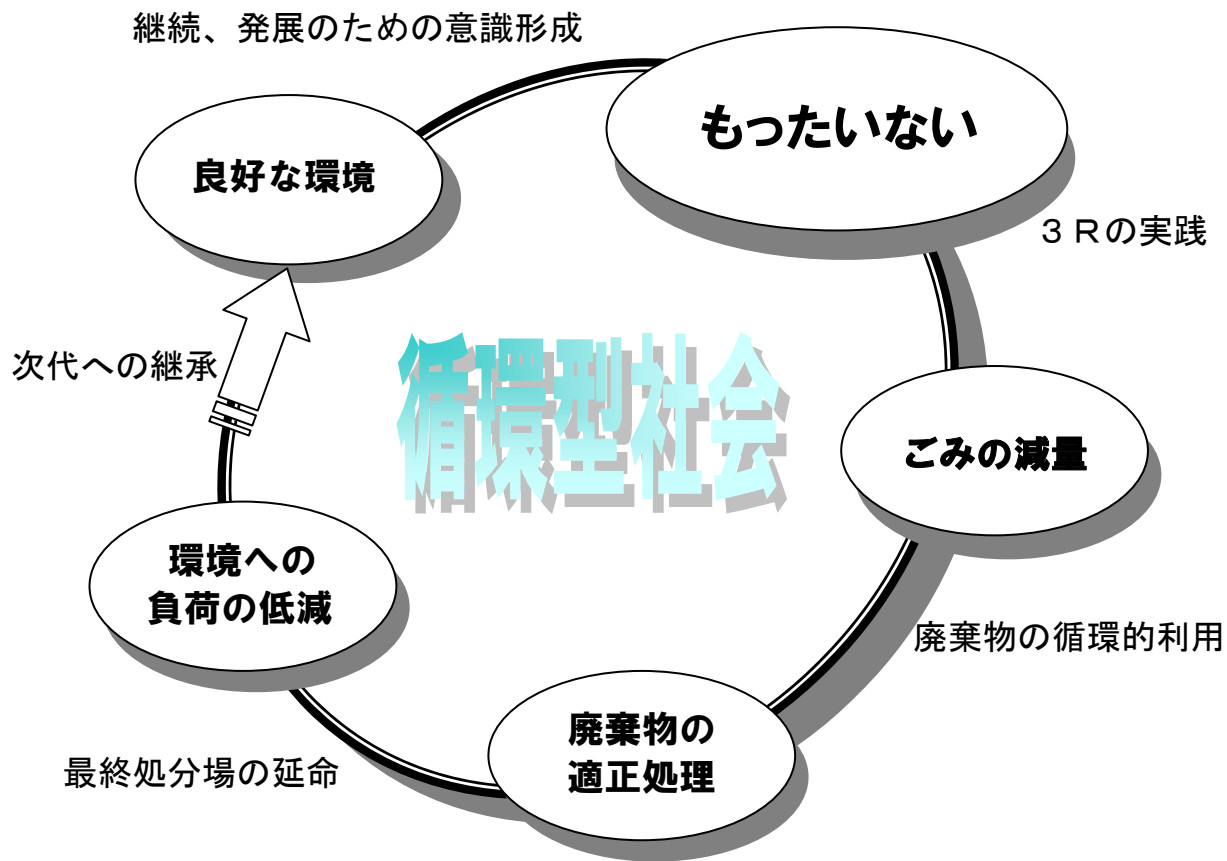 継続、発展のための意識形成
もったいない
良好な環境
3Rの実践
次代への継承
循環型社会
ごみの減量
環境への
負荷の低減
廃棄物の循環的利用
廃棄物の
適正処理
最終処分場の延命